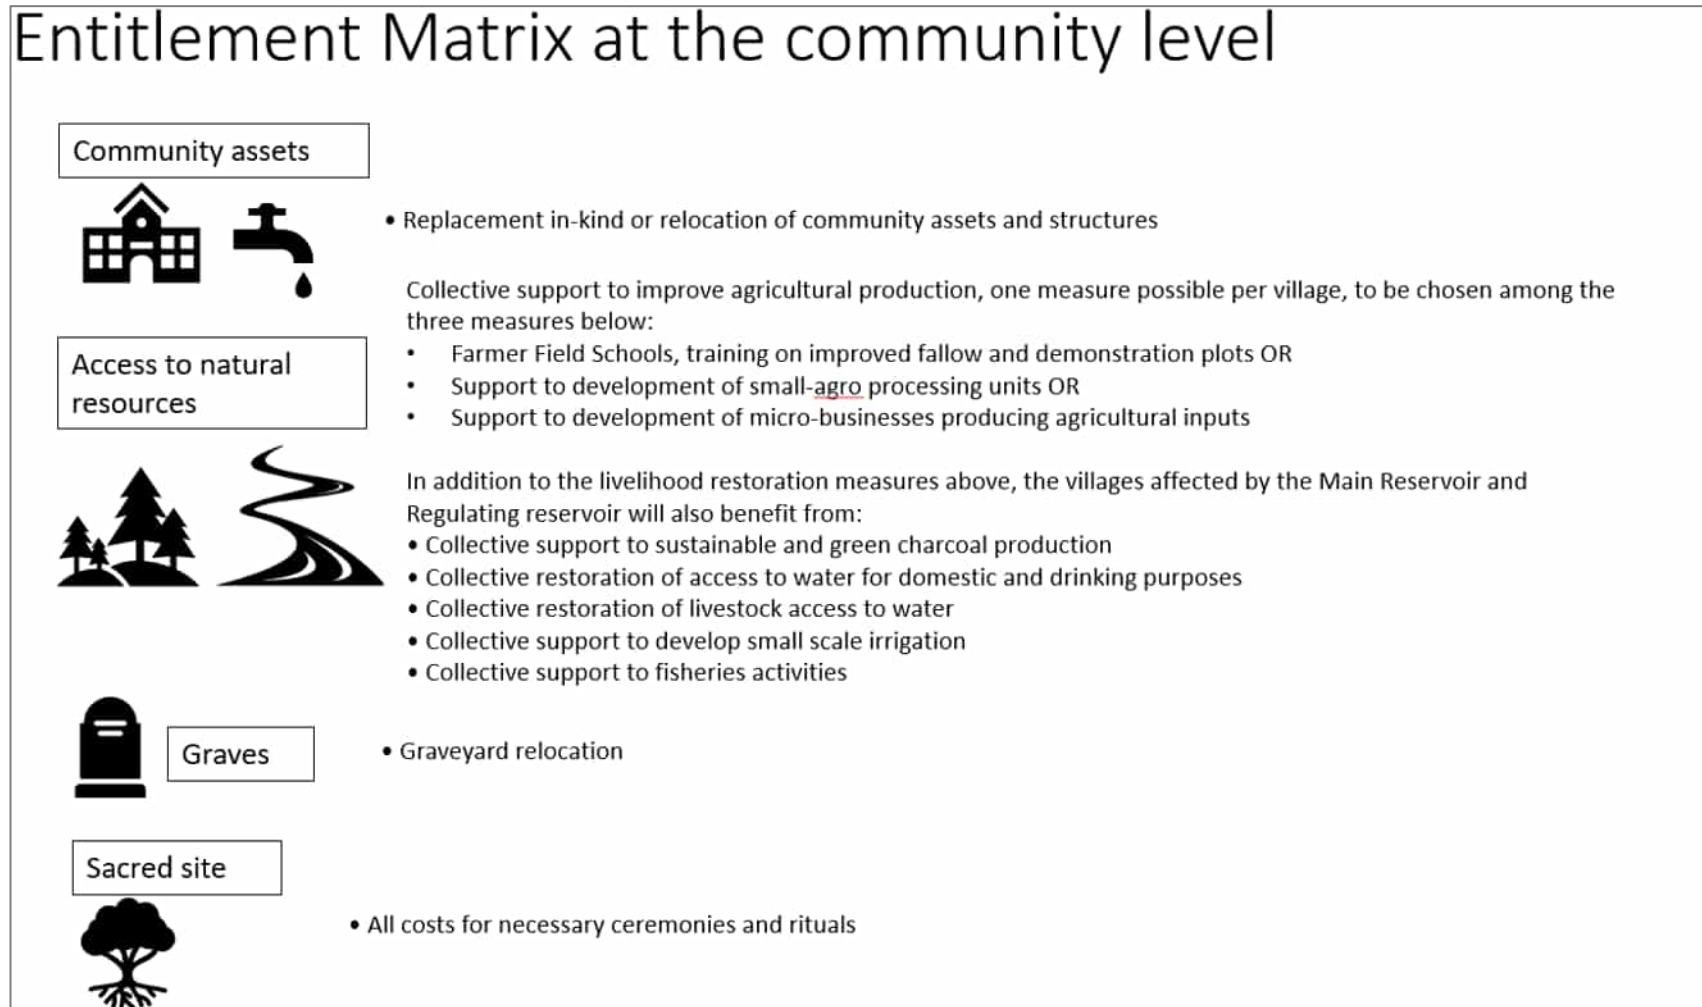 Entitlement Matrix at the community level
Community assets
• Replacement in-kind or relocation of community assets and structures
Access to natural
resources
Collective support to improve agricultural production, one measure possible per village, to be chosen among the
three measures below:
• Farmer Field Schools, training on improved fallow and demonstration plots OR
• Support to development of small-agro processing units OR
• Support to development of micro-businesses producing agricultural inputs
In addition to the livelihood restoration measures above, the villages affected by the Main Reservoir and
Regulating reservoir will also benefit from:
• Collective support to sustainable and green charcoal production
• Collective restoration of access to water for domestic and drinking purposes
• Collective restoration of livestock access to water
• Collective support to develop small scale irrigation
• Collective support to fisheries activities
Graves
• Graveyard relocation
Sacred site
• All costs for necessary ceremonies and rituals